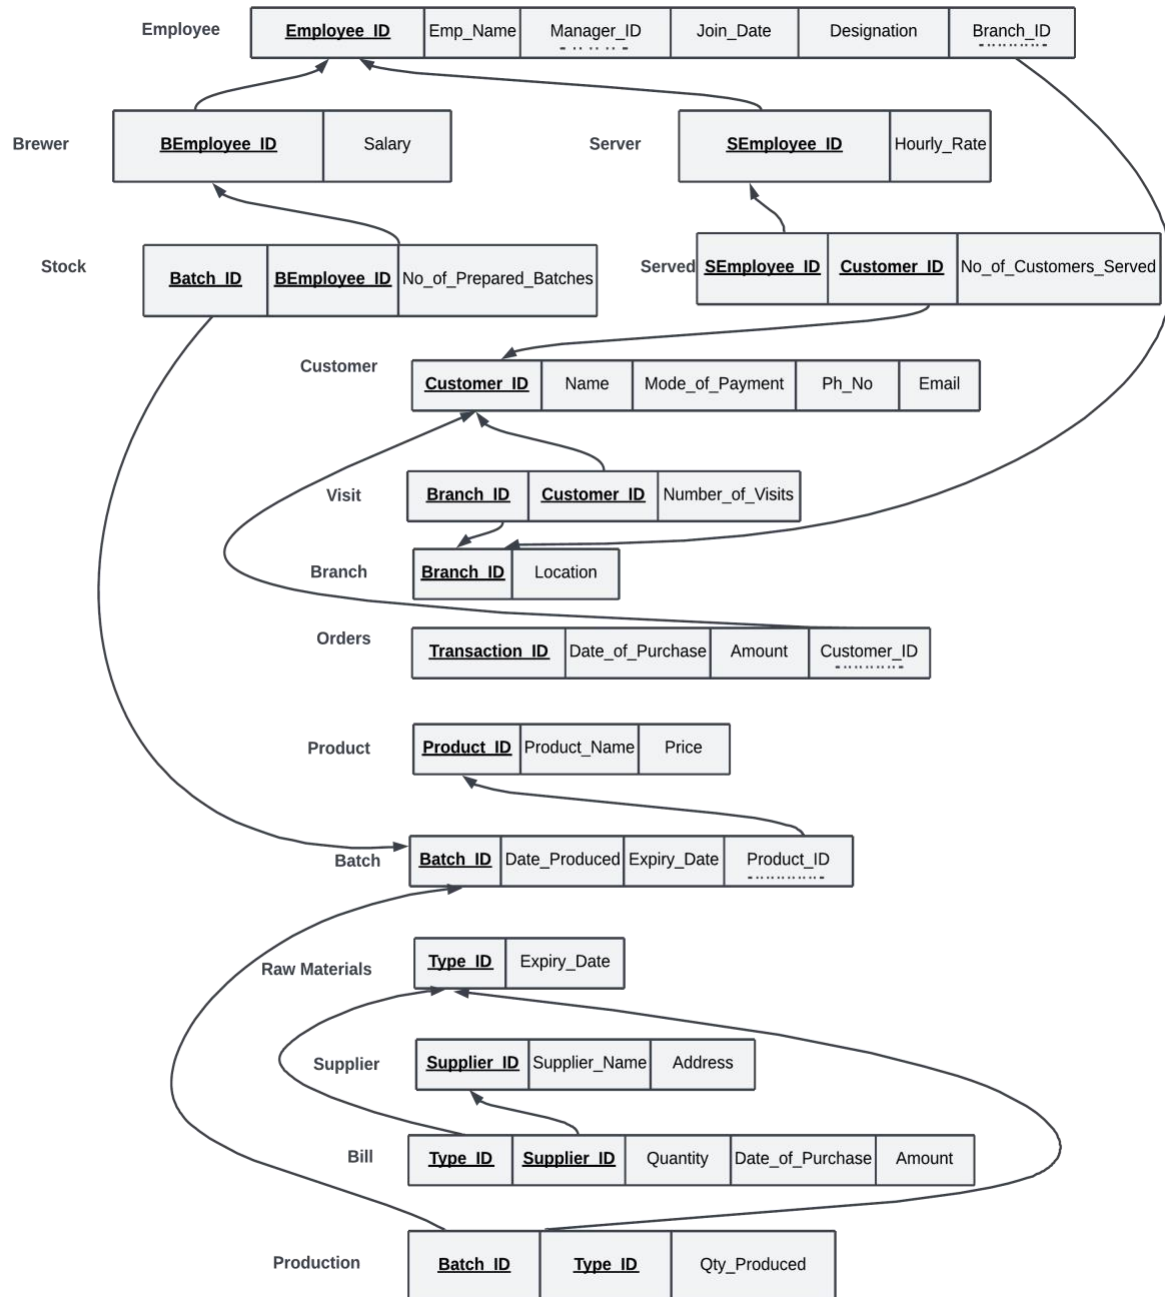 Employee Employee_ID Emp_Name Manager_ID Join_Date Designation Branch_ID
Brewer BEmployee_ID Salary
Server SEmployee_ID Hourly_Rate
Stock Batch_ID BEmployee_ID No_of_Prepared_Batches
Served SEmployee_ID Customer_ID No_of_Customers_Served
Customer Customer_ID Name Mode_of_Payment Ph_No Email
Visit Branch_ID Customer_ID Number_of_Visits
Branch Branch_ID Location
Orders Transaction_ID Date_of_Purchase Amount Customer_ID
Product Product_ID Product_Name Price
Batch Batch_ID Date_Produced Expiry_Date Product_ID
Raw Materials Type_ID Expiry_Date
Supplier Supplier_ID Supplier_Name Address
Bill Type_ID Supplier_ID Quantity Date_of_Purchase Amount
Production Batch_ID Type_ID Qty_Produced